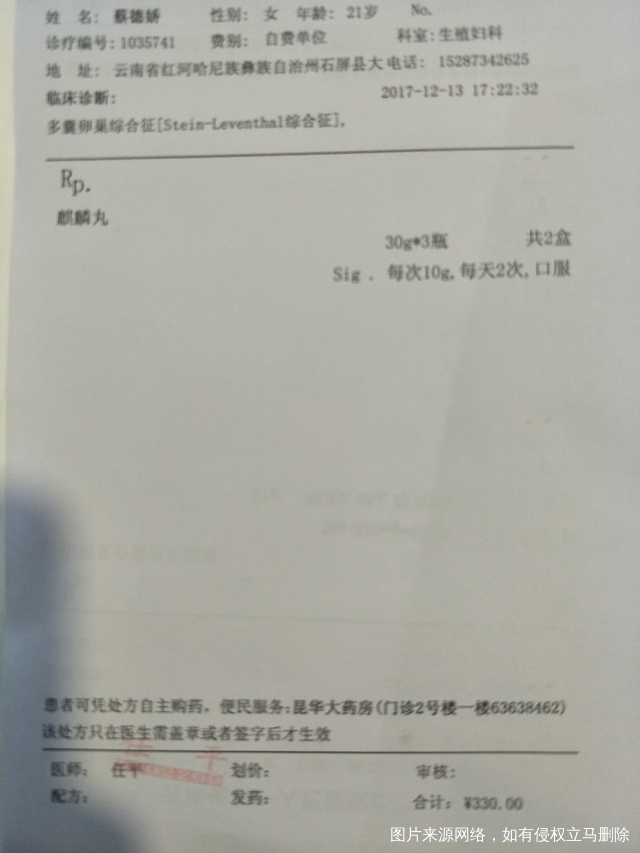 姓 名: 蔡德娇 性别: 女 年龄: 21岁 No.
诊疗编号:1035741 费别: 自费单位 科室:生殖妇科
地 址: 云南省红河哈尼族彝族自治州石屏县大 电话: 15287342625
临床诊断: 2017-12-13 17:22:32
多囊卵巢综合征[Stein-Leventhal综合征].
Rp.
麒麟丸
30g*3瓶 共2盒
Sig . 每次10g,每天2次,口服
患者可凭处方自主购药, 便民服务:昆华大药房(门诊2号楼一楼63638462)
该处方只在医生需盖章或者签字后才生效
医师: 任平 划价: 审核:
配方: 发药: 合计: ¥330.00
图片来源网络,如有侵权立马删除